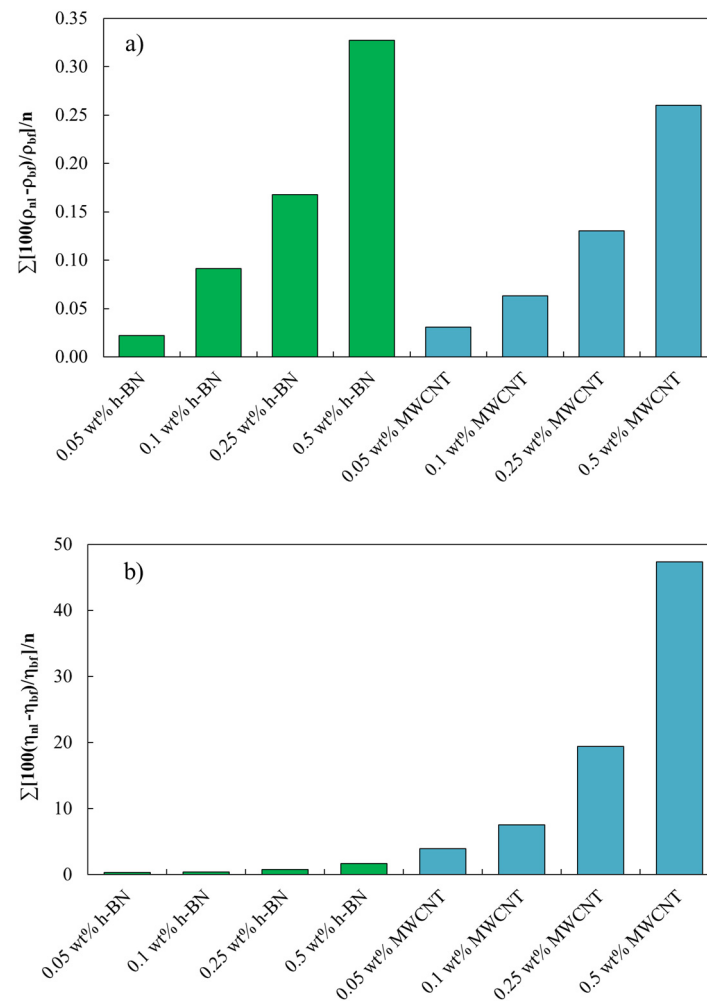 a)
∑[100(ρnl-ρbf)/ρbf]/n
0.35
0.30
0.25
0.20
0.15
0.10
0.05
0.00
0.05 wt% h-BN
0.1 wt% h-BN
0.25 wt% h-BN
0.5 wt% h-BN
0.05 wt% MWCNT
0.1 wt% MWCNT
0.25 wt% MWCNT
0.5 wt% MWCNT
b)
∑[100(ηnl-ηbf)/ηbf]/n
50
40
30
20
10
0
0.05 wt% h-BN
0.1 wt% h-BN
0.25 wt% h-BN
0.5 wt% h-BN
0.05 wt% MWCNT
0.1 wt% MWCNT
0.25 wt% MWCNT
0.5 wt% MWCNT